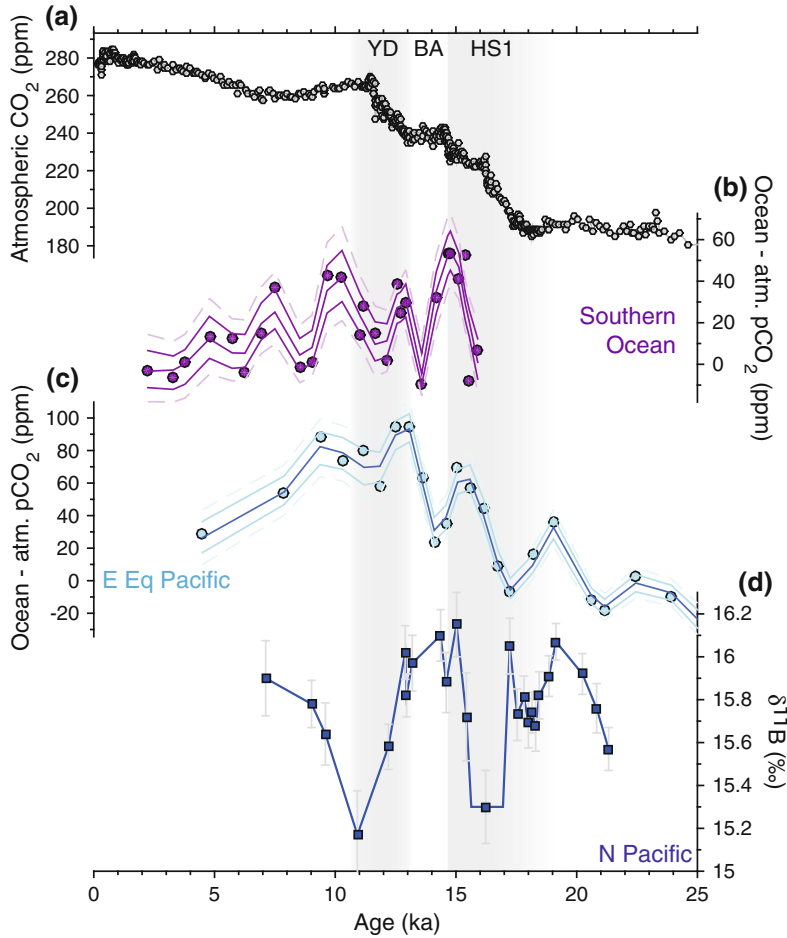 (a)
YD BA HS1
Atmospheric CO₂ (ppm)
280
260
240
220
200
180
(b)
Ocean - atm. pCO₂ (ppm)
60
40
20
0
Southern
Ocean
(c)
Ocean - atm. pCO₂ (ppm)
100
80
60
40
20
0
-20
E Eq Pacific
(d)
δ¹¹B (‰)
16.2
16
15.8
15.6
15.4
15.2
15
N Pacific
0 5 10 15 20 25
Age (ka)